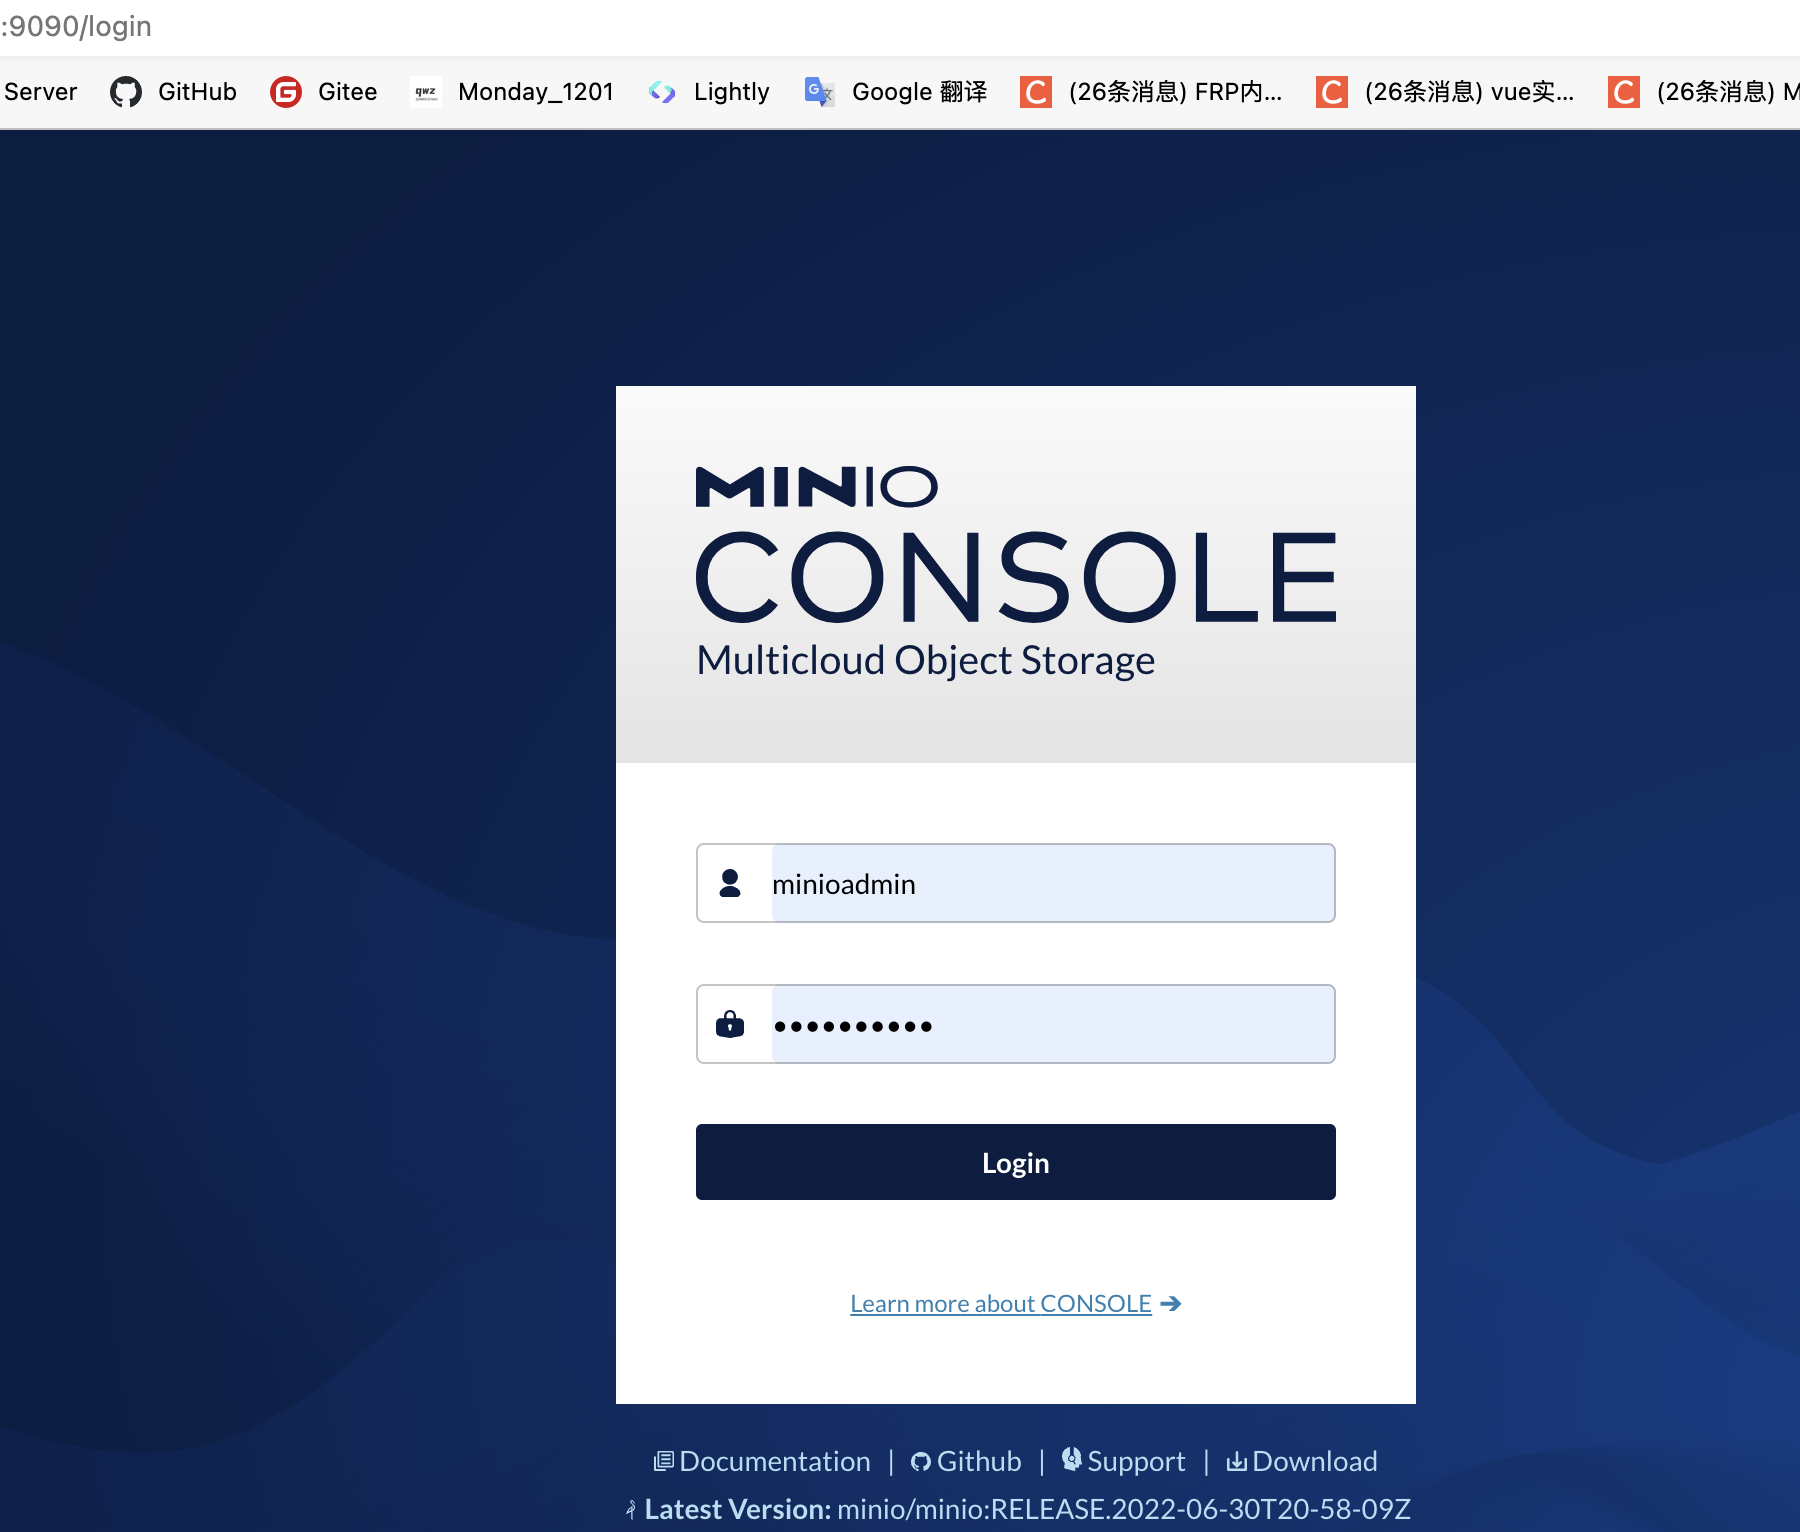 :9090/login
Server GitHub Gitee qwz Monday_1201 Lightly Google 翻译 (26条消息) FRP内... (26条消息) vue实... (26条消息) M
MINIO
CONSOLE
Multicloud Object Storage
minioadmin
••••••••••
Login
Learn more about CONSOLE ➔
Documentation | Github | Support | Download
Latest Version: minio/minio:RELEASE.2022-06-30T20-58-09Z